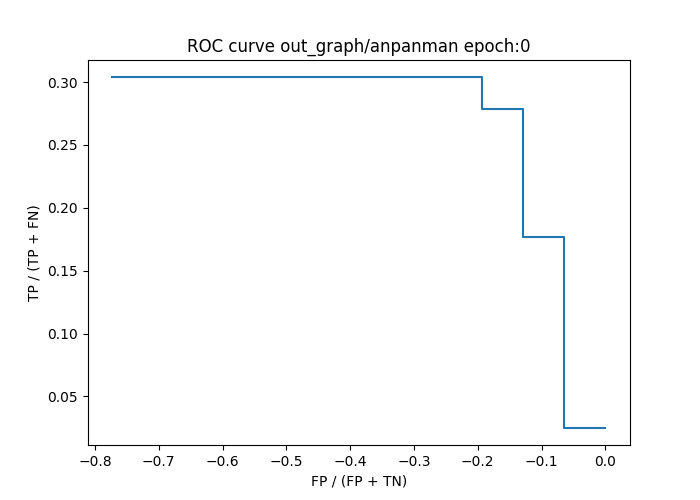 ROC curve out_graph/anpanman epoch:0
0.30
0.25
0.20
0.15
0.10
0.05
TP / (TP + FN)
−0.8 −0.7 −0.6 −0.5 −0.4 −0.3 −0.2 −0.1 0.0
FP / (FP + TN)